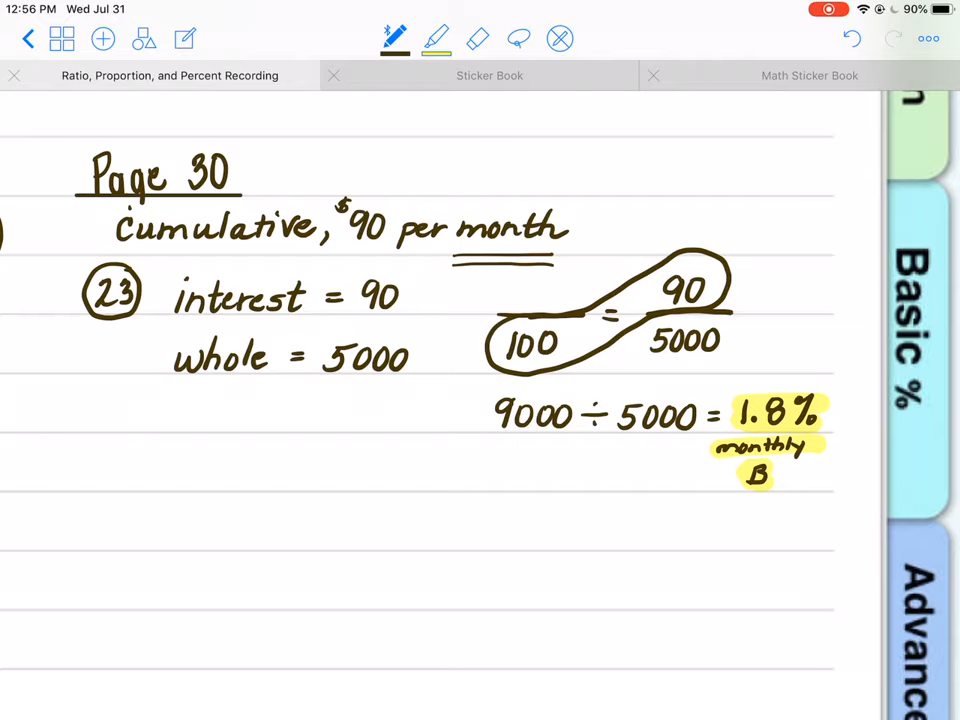 12:56 PM Wed Jul 31 90%
Ratio, Proportion, and Percent Recording Sticker Book Math Sticker Book
Page 30
cumulative, $90 per month
23 interest = 90
whole = 5000
100 = 90 / 5000
9000 ÷ 5000 = 1.8%
monthly
B
Basic %
Advance